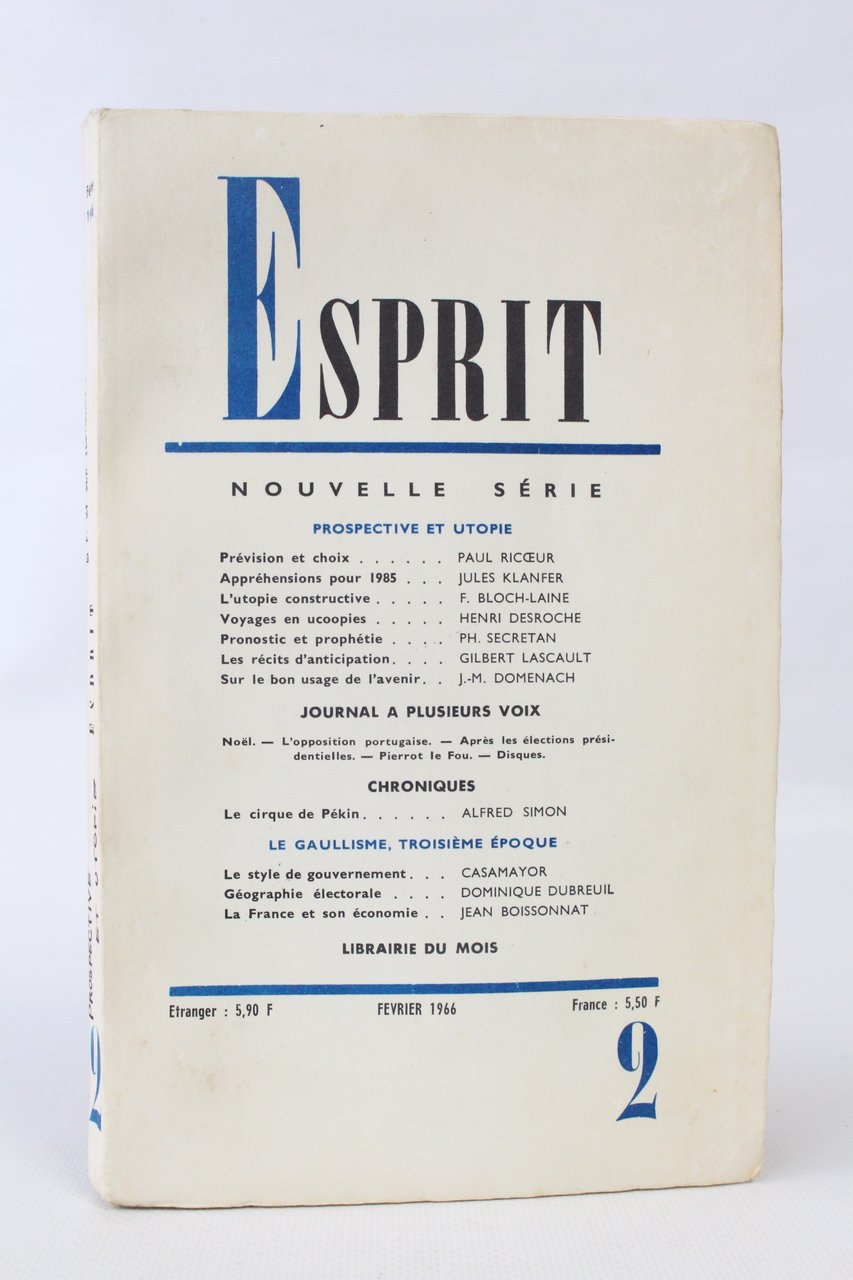 ESPRIT
NOUVELLE SÉRIE
PROSPECTIVE ET UTOPIE
Prévision et choix . . . . . . PAUL RICŒUR
Appréhensions pour 1985 . . . JULES KLANFER
L'utopie constructive . . . . . F. BLOCH-LAINE
Voyages en ucoopies . . . . . HENRI DESROCHE
Pronostic et prophétie . . . . PH. SECRETAN
Les récits d'anticipation. . . . GILBERT LASCAULT
Sur le bon usage de l'avenir. . J.-M. DOMENACH
JOURNAL A PLUSIEURS VOIX
Noël. — L'opposition portugaise. — Après les élections prési-
dentielles. — Pierrot le Fou. — Disques.
CHRONIQUES
Le cirque de Pékin . . . . . . ALFRED SIMON
LE GAULLISME, TROISIÈME ÉPOQUE
Le style de gouvernement . . . CASAMAYOR
Géographie électorale . . . . DOMINIQUE DUBREUIL
La France et son économie . . JEAN BOISSONNAT
LIBRAIRIE DU MOIS
Etranger : 5,90 F FEVRIER 1966 France : 5,50 F
2
ESPRIT
PROSPECTIVE
ET UTOPIE
2